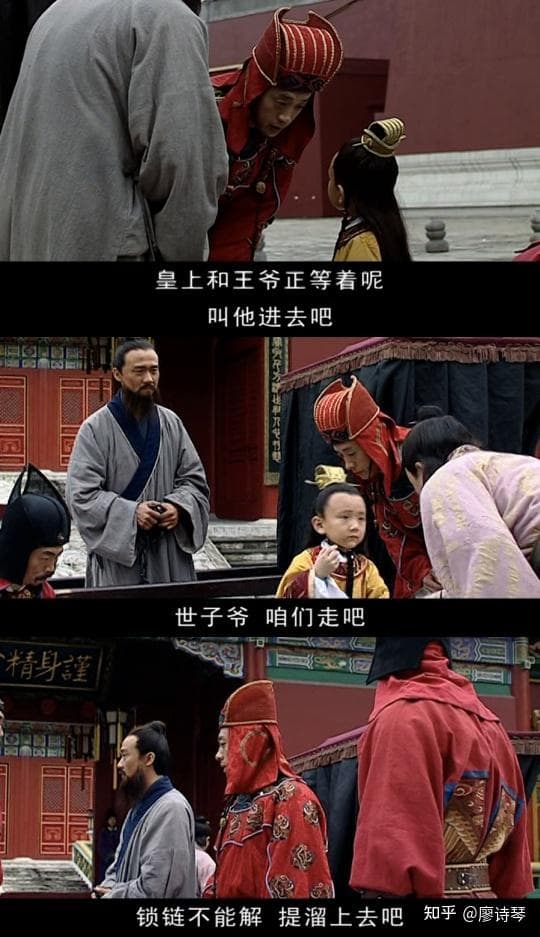 皇上和王爷正等着呢
叫他进去吧
世子爷 咱们走吧
謹身精
锁链不能解 提溜上去吧
知乎 @廖诗琴